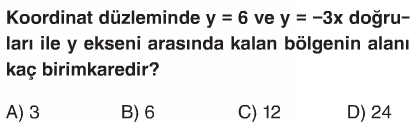 Koordinat düzleminde y = 6 ve y = –3x doğru-
ları ile y ekseni arasında kalan bölgenin alanı
kaç birimkaredir?
A) 3 B) 6 C) 12 D) 24